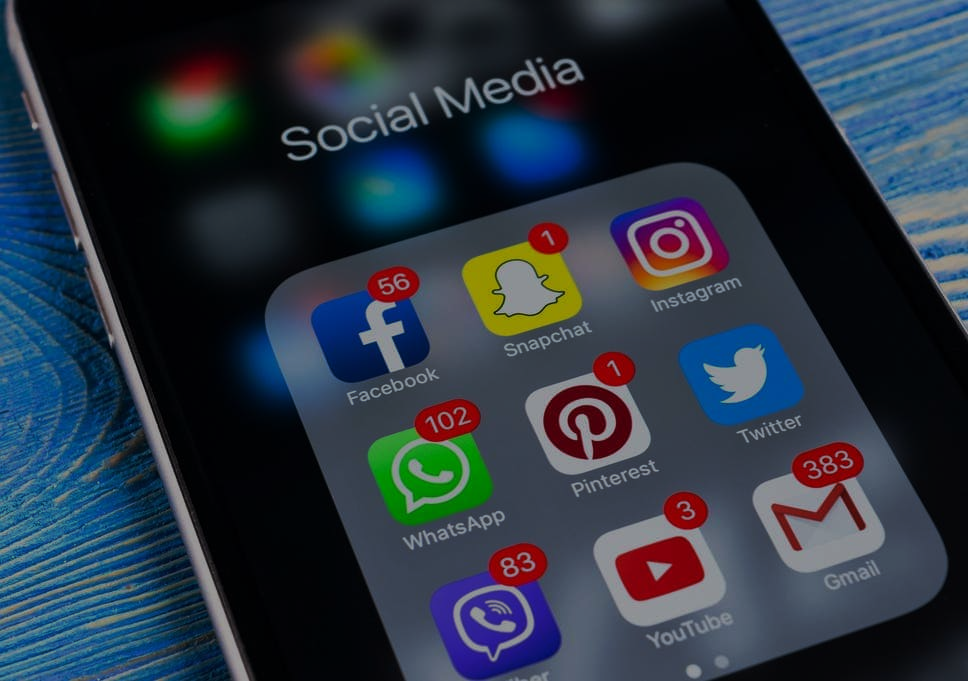 Social Media
56
1
Facebook
Snapchat
Instagram
102
1
WhatsApp
Pinterest
Twitter
83
3
383
YouTube
Gmail